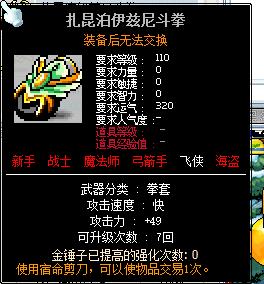 扎昆泊伊兹尼斗拳
装备后无法交换
要求等级： 110
要求力量： 0
要求敏捷： 0
要求智力： 0
要求运气： 320
要求人气度： -
道具等级： -
道具经验值： -
新手 战士 魔法师 弓箭手 飞侠 海盗
武器分类 : 拳套
攻击速度 : 快
攻击力 : +49
可升级次数 : 7回
金锤子已提高的强化次数: 0
使用宿命剪刀，可以使物品交易1次。